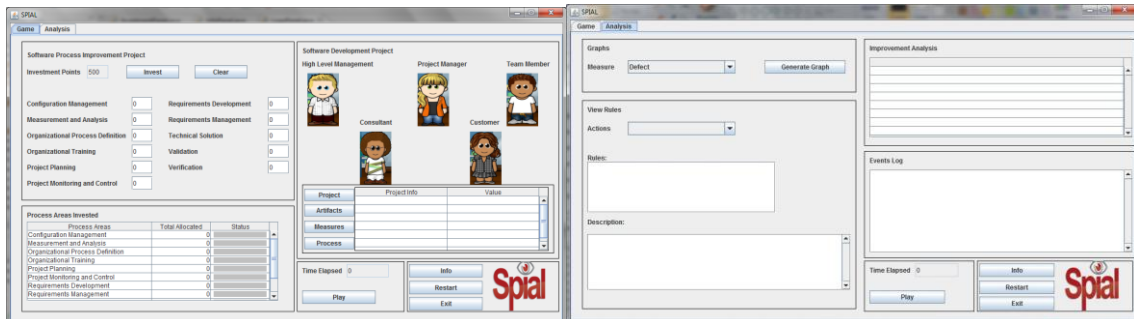 SPIAL
Game Analysis
Software Process Improvement Project
Investment Points 500 Invest Clear
Configuration Management 0 Requirements Development 0
Measurement and Analysis 0 Requirements Management 0
Organizational Process Definition 0 Technical Solution 0
Organizational Training 0 Validation 0
Project Planning 0 Verification 0
Project Monitoring and Control 0
Process Areas Invested
Process Areas Total Allocated Status
Configuration Management 0
Measurement and Analysis 0
Organizational Process Definition 0
Organizational Training 0
Project Planning 0
Project Monitoring and Control 0
Requirements Development 0
Requirements Management 0
Software Development Project
High Level Management Project Manager Team Member
Consultant Customer
Project Project Info Value
Artifacts
Measures
Process
Time Elapsed 0
Play
Info
Restart
Exit
Spial
SPIAL
Game Analysis
Graphs
Measure Defect Generate Graph
View Rules
Actions
Rules:
Description:
Improvement Analysis
Events Log
Time Elapsed 0
Play
Info
Restart
Exit
Spial